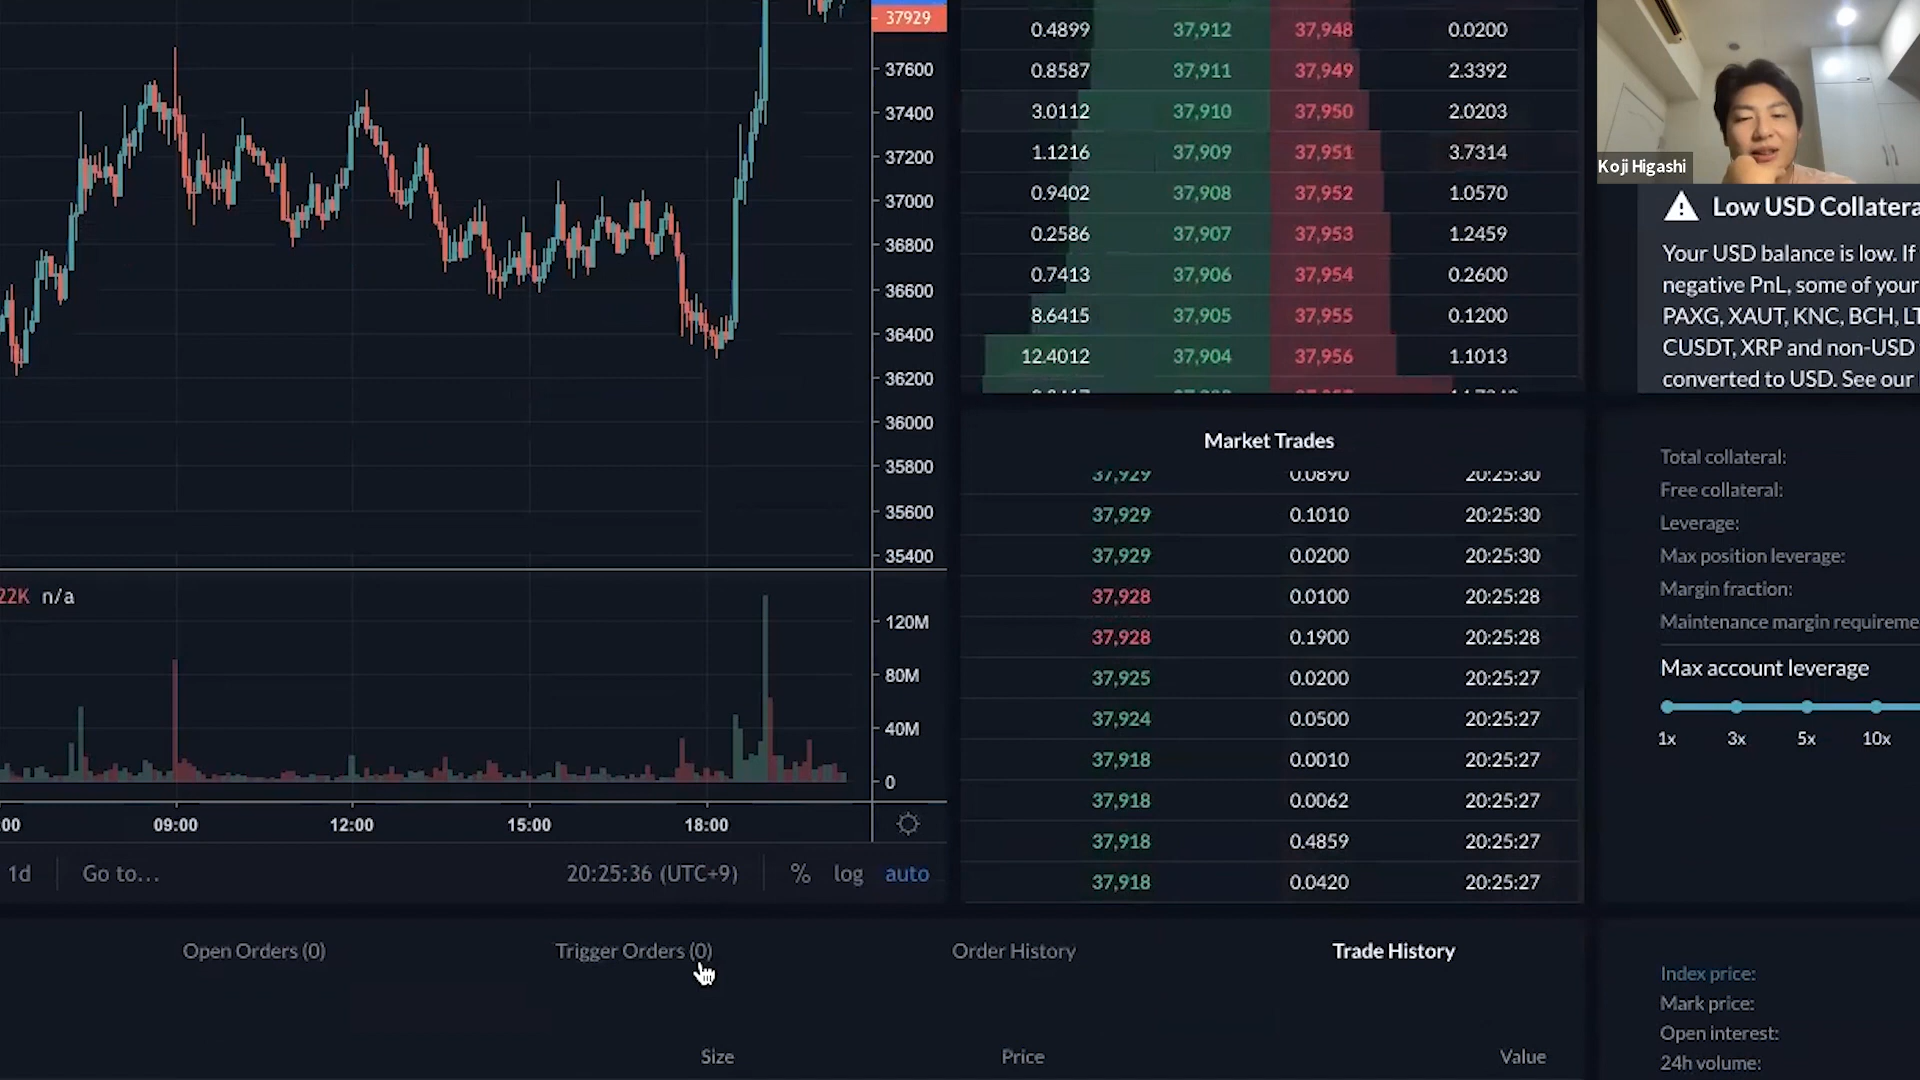 37929
37600
37400
37200
37000
36800
36600
36400
36200
36000
35800
35600
35400
22K n/a
120M
80M
40M
0
:00 09:00 12:00 15:00 18:00
1d Go to... 20:25:36 (UTC+9) % log auto
0.4899 37,912 37,948 0.0200
0.8587 37,911 37,949 2.3392
3.0112 37,910 37,950 2.0203
1.1216 37,909 37,951 3.7314
0.9402 37,908 37,952 1.0570
0.2586 37,907 37,953 1.2459
0.7413 37,906 37,954 0.2600
8.6415 37,905 37,955 0.1200
12.4012 37,904 37,956 1.1013
Market Trades
37,929 0.0890 20:25:30
37,929 0.1010 20:25:30
37,929 0.0200 20:25:30
37,928 0.0100 20:25:28
37,928 0.1900 20:25:28
37,925 0.0200 20:25:27
37,924 0.0500 20:25:27
37,918 0.0010 20:25:27
37,918 0.0062 20:25:27
37,918 0.4859 20:25:27
37,918 0.0420 20:25:27
Koji Higashi
Low USD Collatera
Your USD balance is low. If
negative PnL, some of your
PAXG, XAUT, KNC, BCH, LT
CUSDT, XRP and non-USD
converted to USD. See our
Total collateral:
Free collateral:
Leverage:
Max position leverage:
Margin fraction:
Maintenance margin requireme
Max account leverage
1x 3x 5x 10x
Open Orders (0) Trigger Orders (0) Order History Trade History
Size Price Value
Index price:
Mark price:
Open interest:
24h volume: